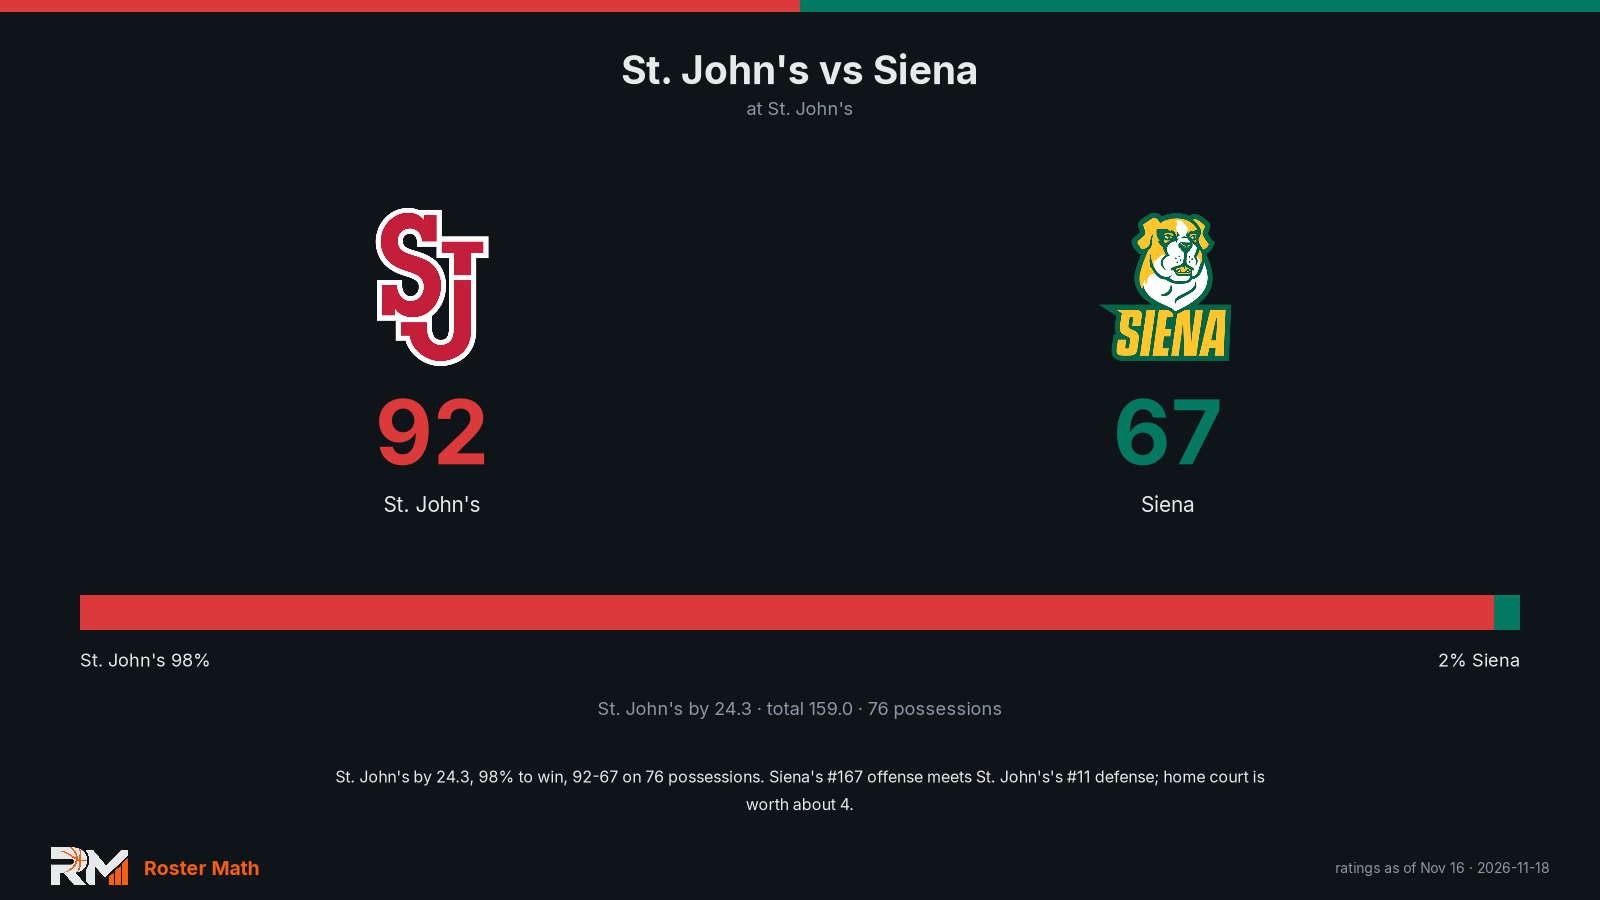 St. John's vs Siena
at St. John's
SJ
SIENA
92
67
St. John's
Siena
St. John's 98%
2% Siena
St. John's by 24.3 · total 159.0 · 76 possessions
St. John's by 24.3, 98% to win, 92-67 on 76 possessions. Siena's #167 offense meets St. John's's #11 defense; home court is
worth about 4.
RM Roster Math
ratings as of Nov 16 · 2026-11-18